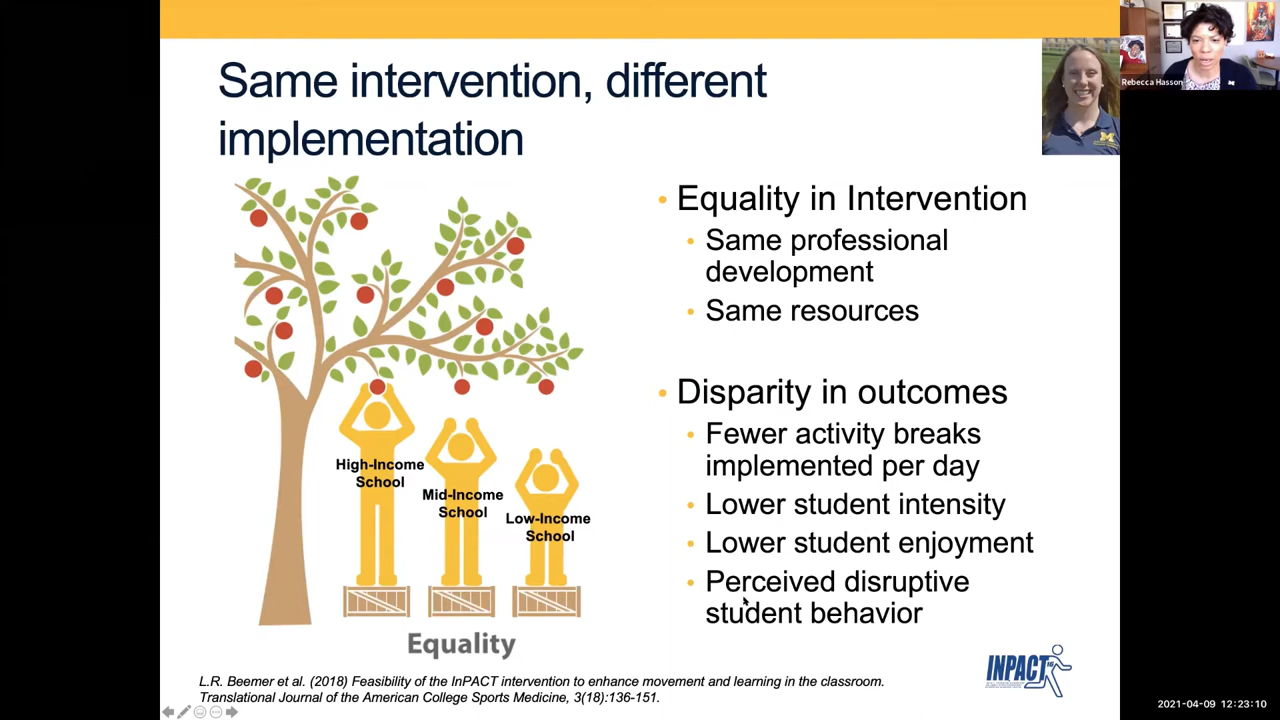 Same intervention, different
implementation
Rebecca Hasson
M
• Equality in Intervention
• Same professional
development
• Same resources
• Disparity in outcomes
• Fewer activity breaks
implemented per day
• Lower student intensity
• Lower student enjoyment
• Perceived disruptive
student behavior
High-Income
School
Mid-Income
School
Low-Income
School
Equality
INPACT
L.R. Beemer et al. (2018) Feasibility of the InPACT intervention to enhance movement and learning in the classroom.
Translational Journal of the American College Sports Medicine, 3(18):136-151.
2021-04-09 12:23:10